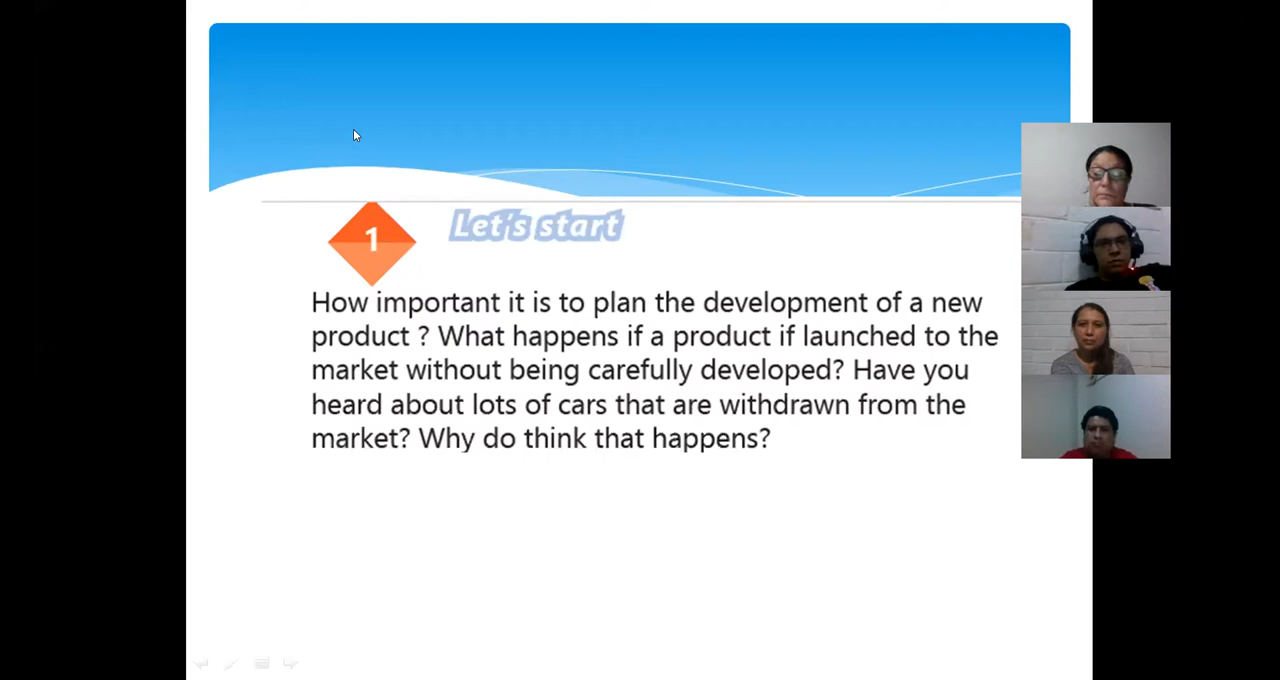 1
Let's start
How important it is to plan the development of a new
product ? What happens if a product if launched to the
market without being carefully developed? Have you
heard about lots of cars that are withdrawn from the
market? Why do think that happens?